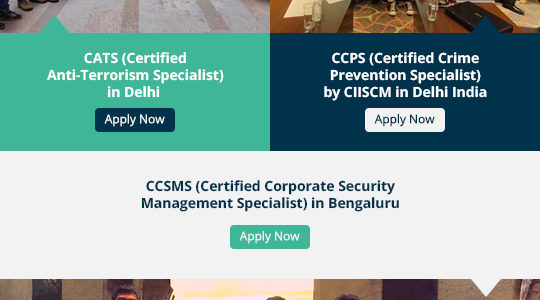 CATS (Certified
Anti-Terrorism Specialist)
in Delhi
Apply Now
CCPS (Certified Crime
Prevention Specialist)
by CIISCM in Delhi India
Apply Now
CCSMS (Certified Corporate Security
Management Specialist) in Bengaluru
Apply Now